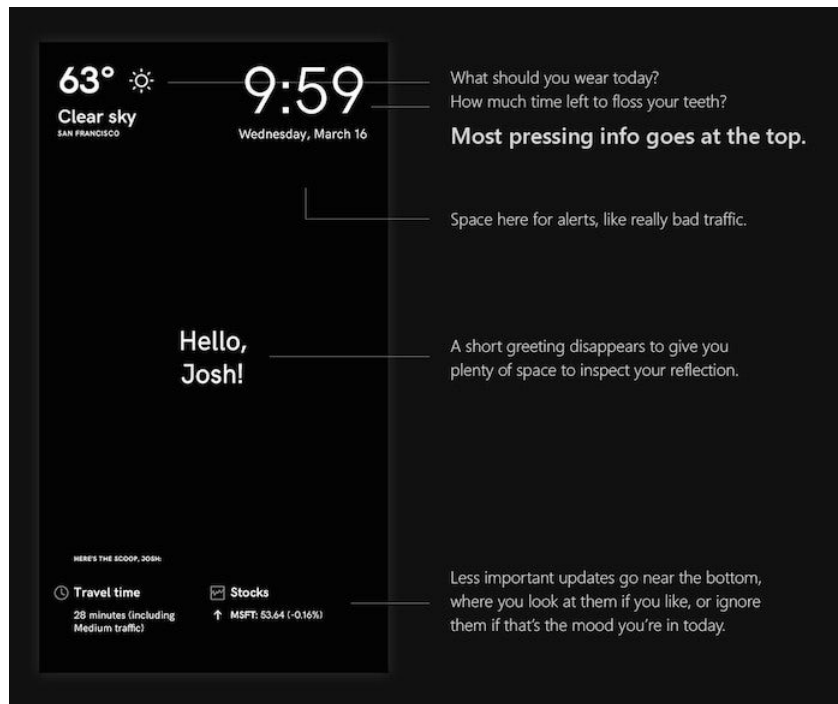 63°
Clear sky
SAN FRANCISCO
9:59
Wednesday, March 16
What should you wear today?
How much time left to floss your teeth?
Most pressing info goes at the top.
Space here for alerts, like really bad traffic.
Hello,
Josh!
A short greeting disappears to give you
plenty of space to inspect your reflection.
HERE'S THE SCOOP, JOSH:
Travel time
28 minutes (including
Medium traffic)
Stocks
↑ MSFT: 53.64 (-0.16%)
Less important updates go near the bottom,
where you look at them if you like, or ignore
them if that's the mood you're in today.